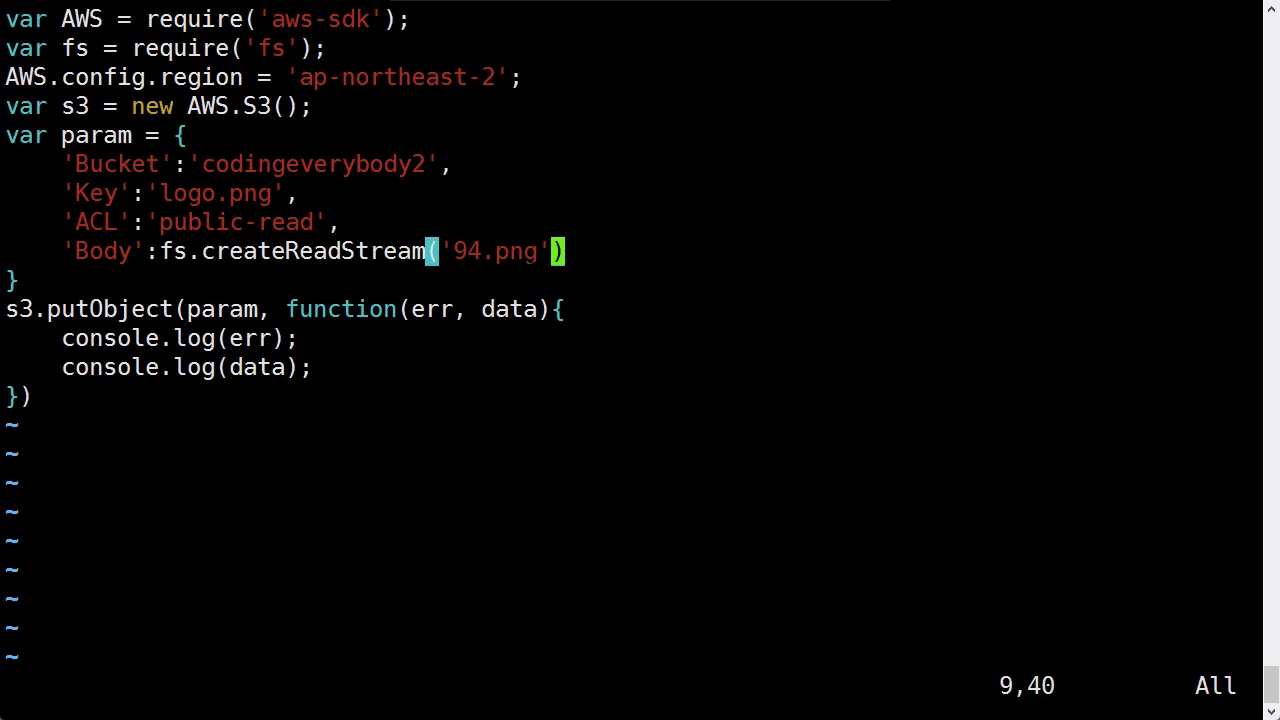 var AWS = require('aws-sdk');
var fs = require('fs');
AWS.config.region = 'ap-northeast-2';
var s3 = new AWS.S3();
var param = {
    'Bucket':'codingeverybody2',
    'Key':'logo.png',
    'ACL':'public-read',
    'Body':fs.createReadStream('94.png')
}
s3.putObject(param, function(err, data){
    console.log(err);
    console.log(data);
})
~
~
~
~
~
~
~
~
~
9,40 All